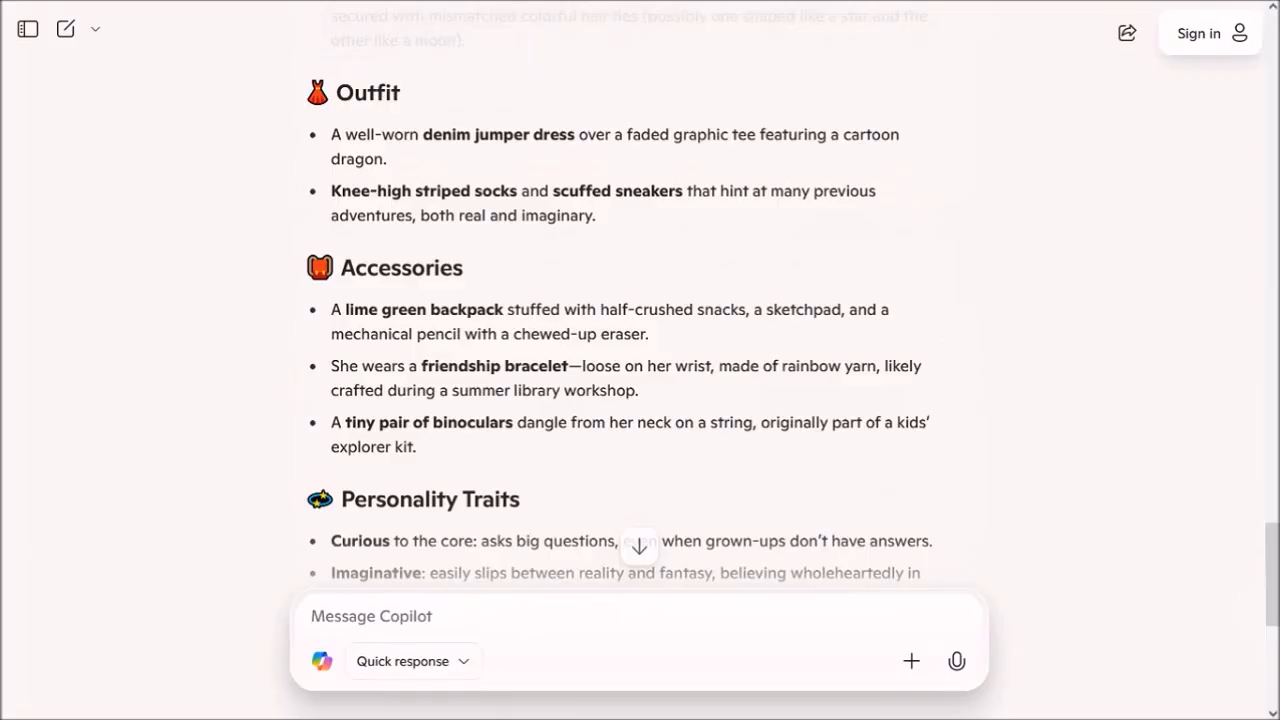 secured with mismatched colorful hair ties (possibly one shaped like a star and the
other like a moon).
Sign in
Outfit
• A well-worn denim jumper dress over a faded graphic tee featuring a cartoon
dragon.
• Knee-high striped socks and scuffed sneakers that hint at many previous
adventures, both real and imaginary.
Accessories
• A lime green backpack stuffed with half-crushed snacks, a sketchpad, and a
mechanical pencil with a chewed-up eraser.
• She wears a friendship bracelet—loose on her wrist, made of rainbow yarn, likely
crafted during a summer library workshop.
• A tiny pair of binoculars dangle from her neck on a string, originally part of a kids’
explorer kit.
Personality Traits
• Curious to the core: asks big questions, even when grown-ups don’t have answers.
• Imaginative: easily slips between reality and fantasy, believing wholeheartedly in
Message Copilot
Quick response